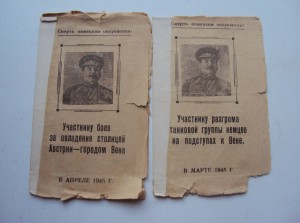 Смерть немецким оккупантам!
Участнику боев
за овладение столицей
Австрии—городом Вена
В АПРЕЛЕ 1945 Г.
Смерть немецким оккупантам!
Участнику разгрома
танковой группы немцев
на подступах к Вене.
В МАРТЕ 1945 Г.